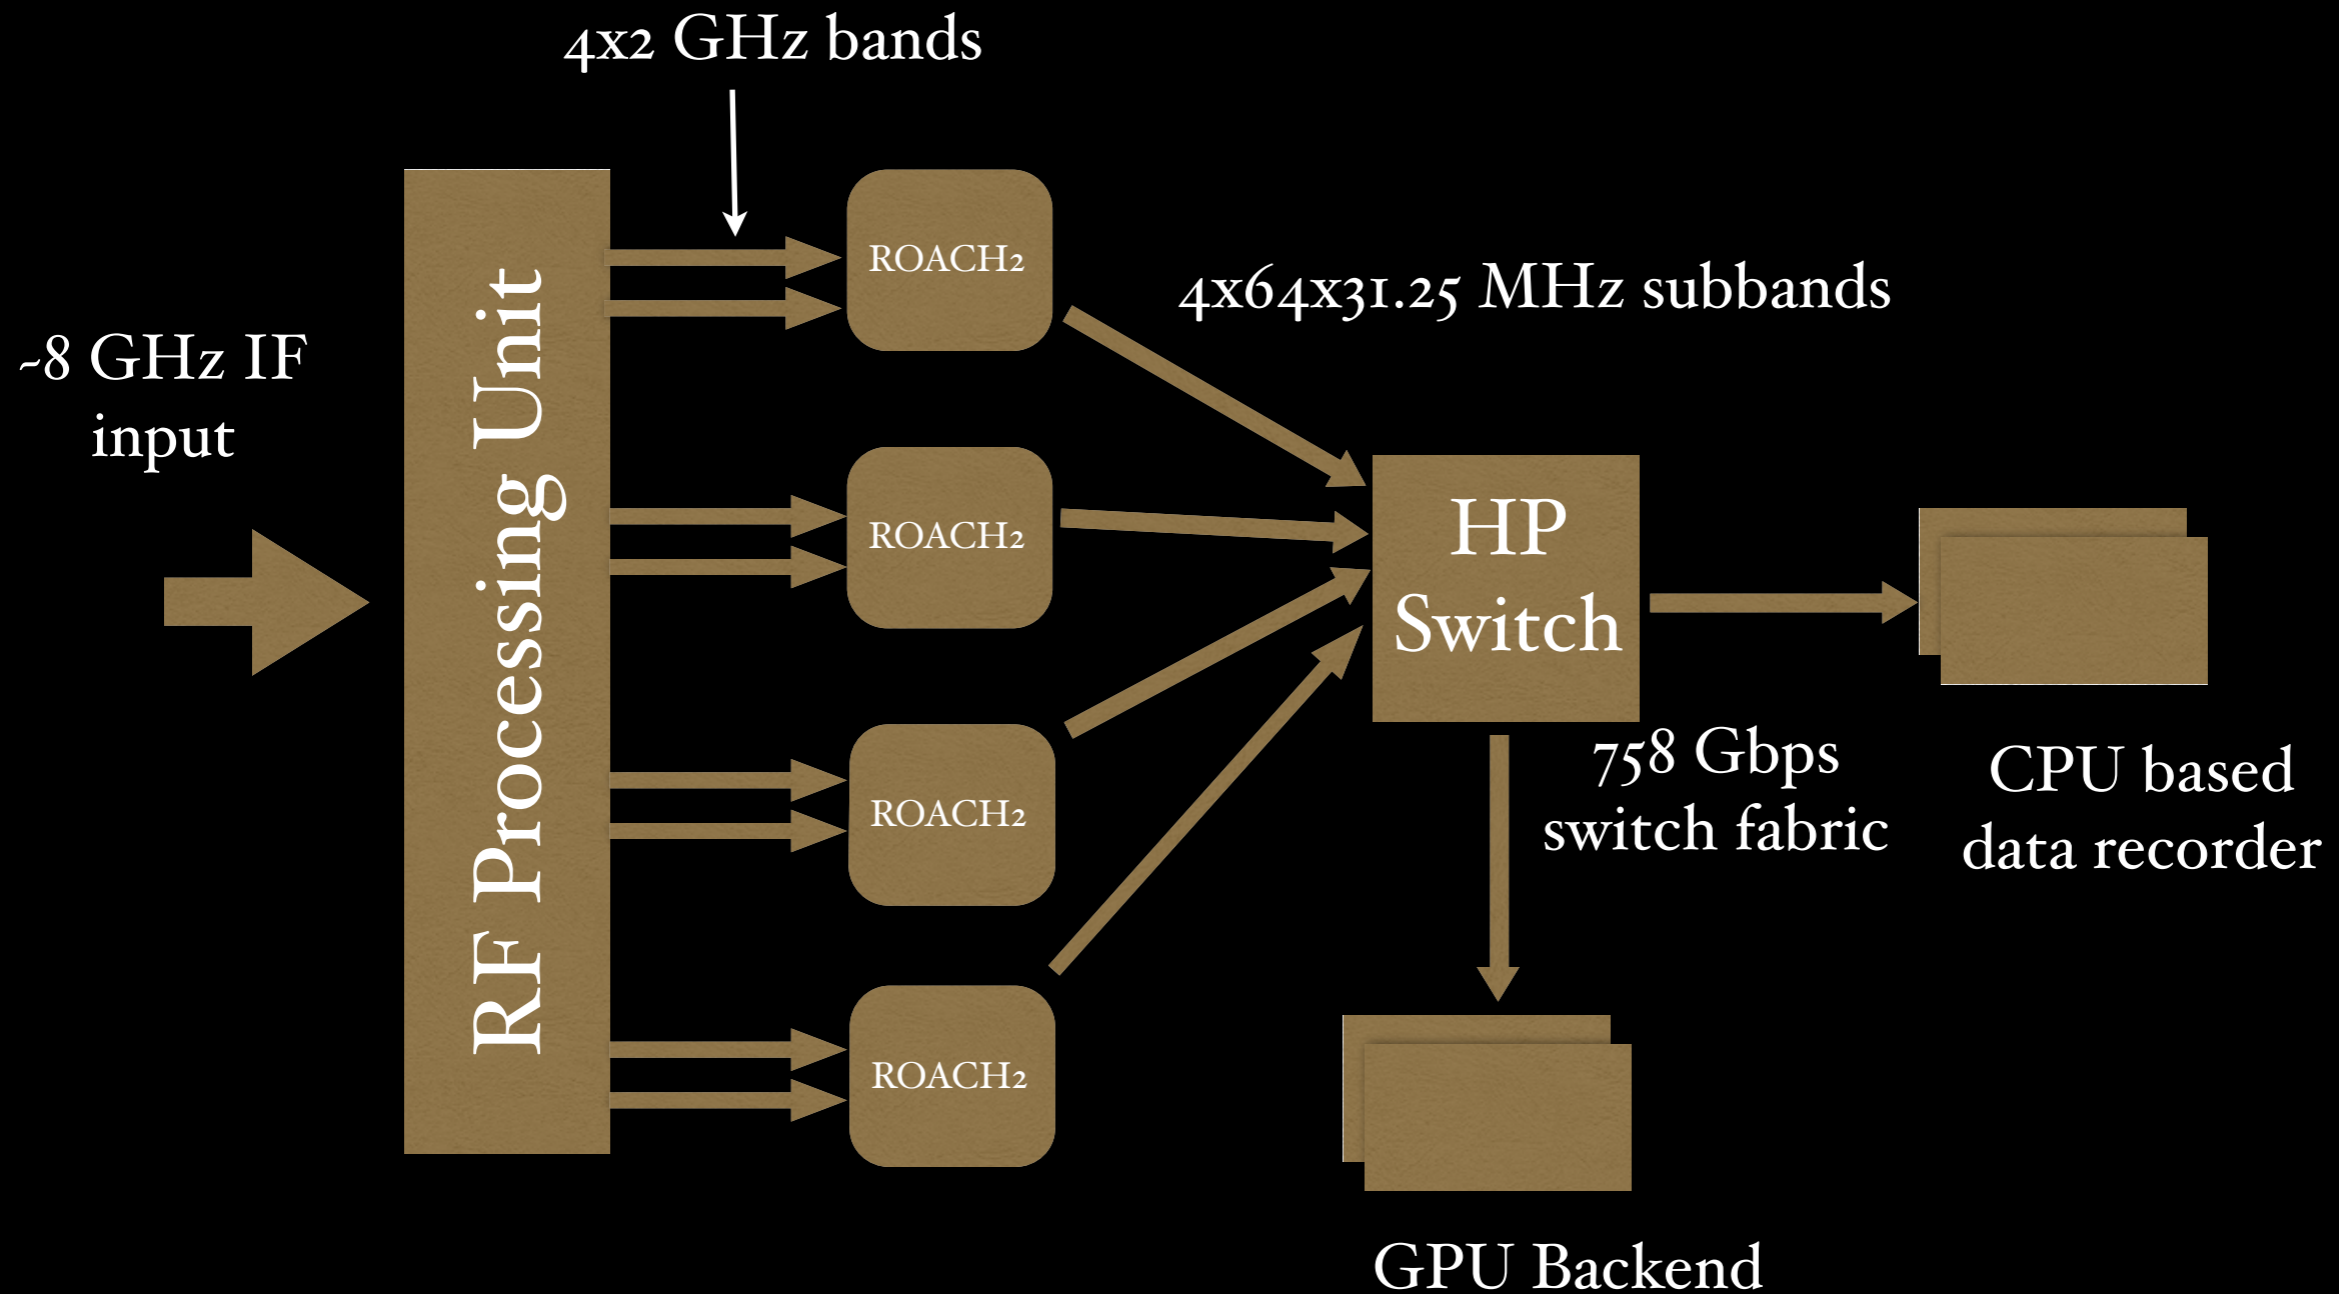 4x2 GHz bands
~8 GHz IF
input
RF Processing Unit
ROACH2
ROACH2
ROACH2
ROACH2
4x64x31.25 MHz subbands
HP
Switch
758 Gbps
switch fabric
CPU based
data recorder
GPU Backend